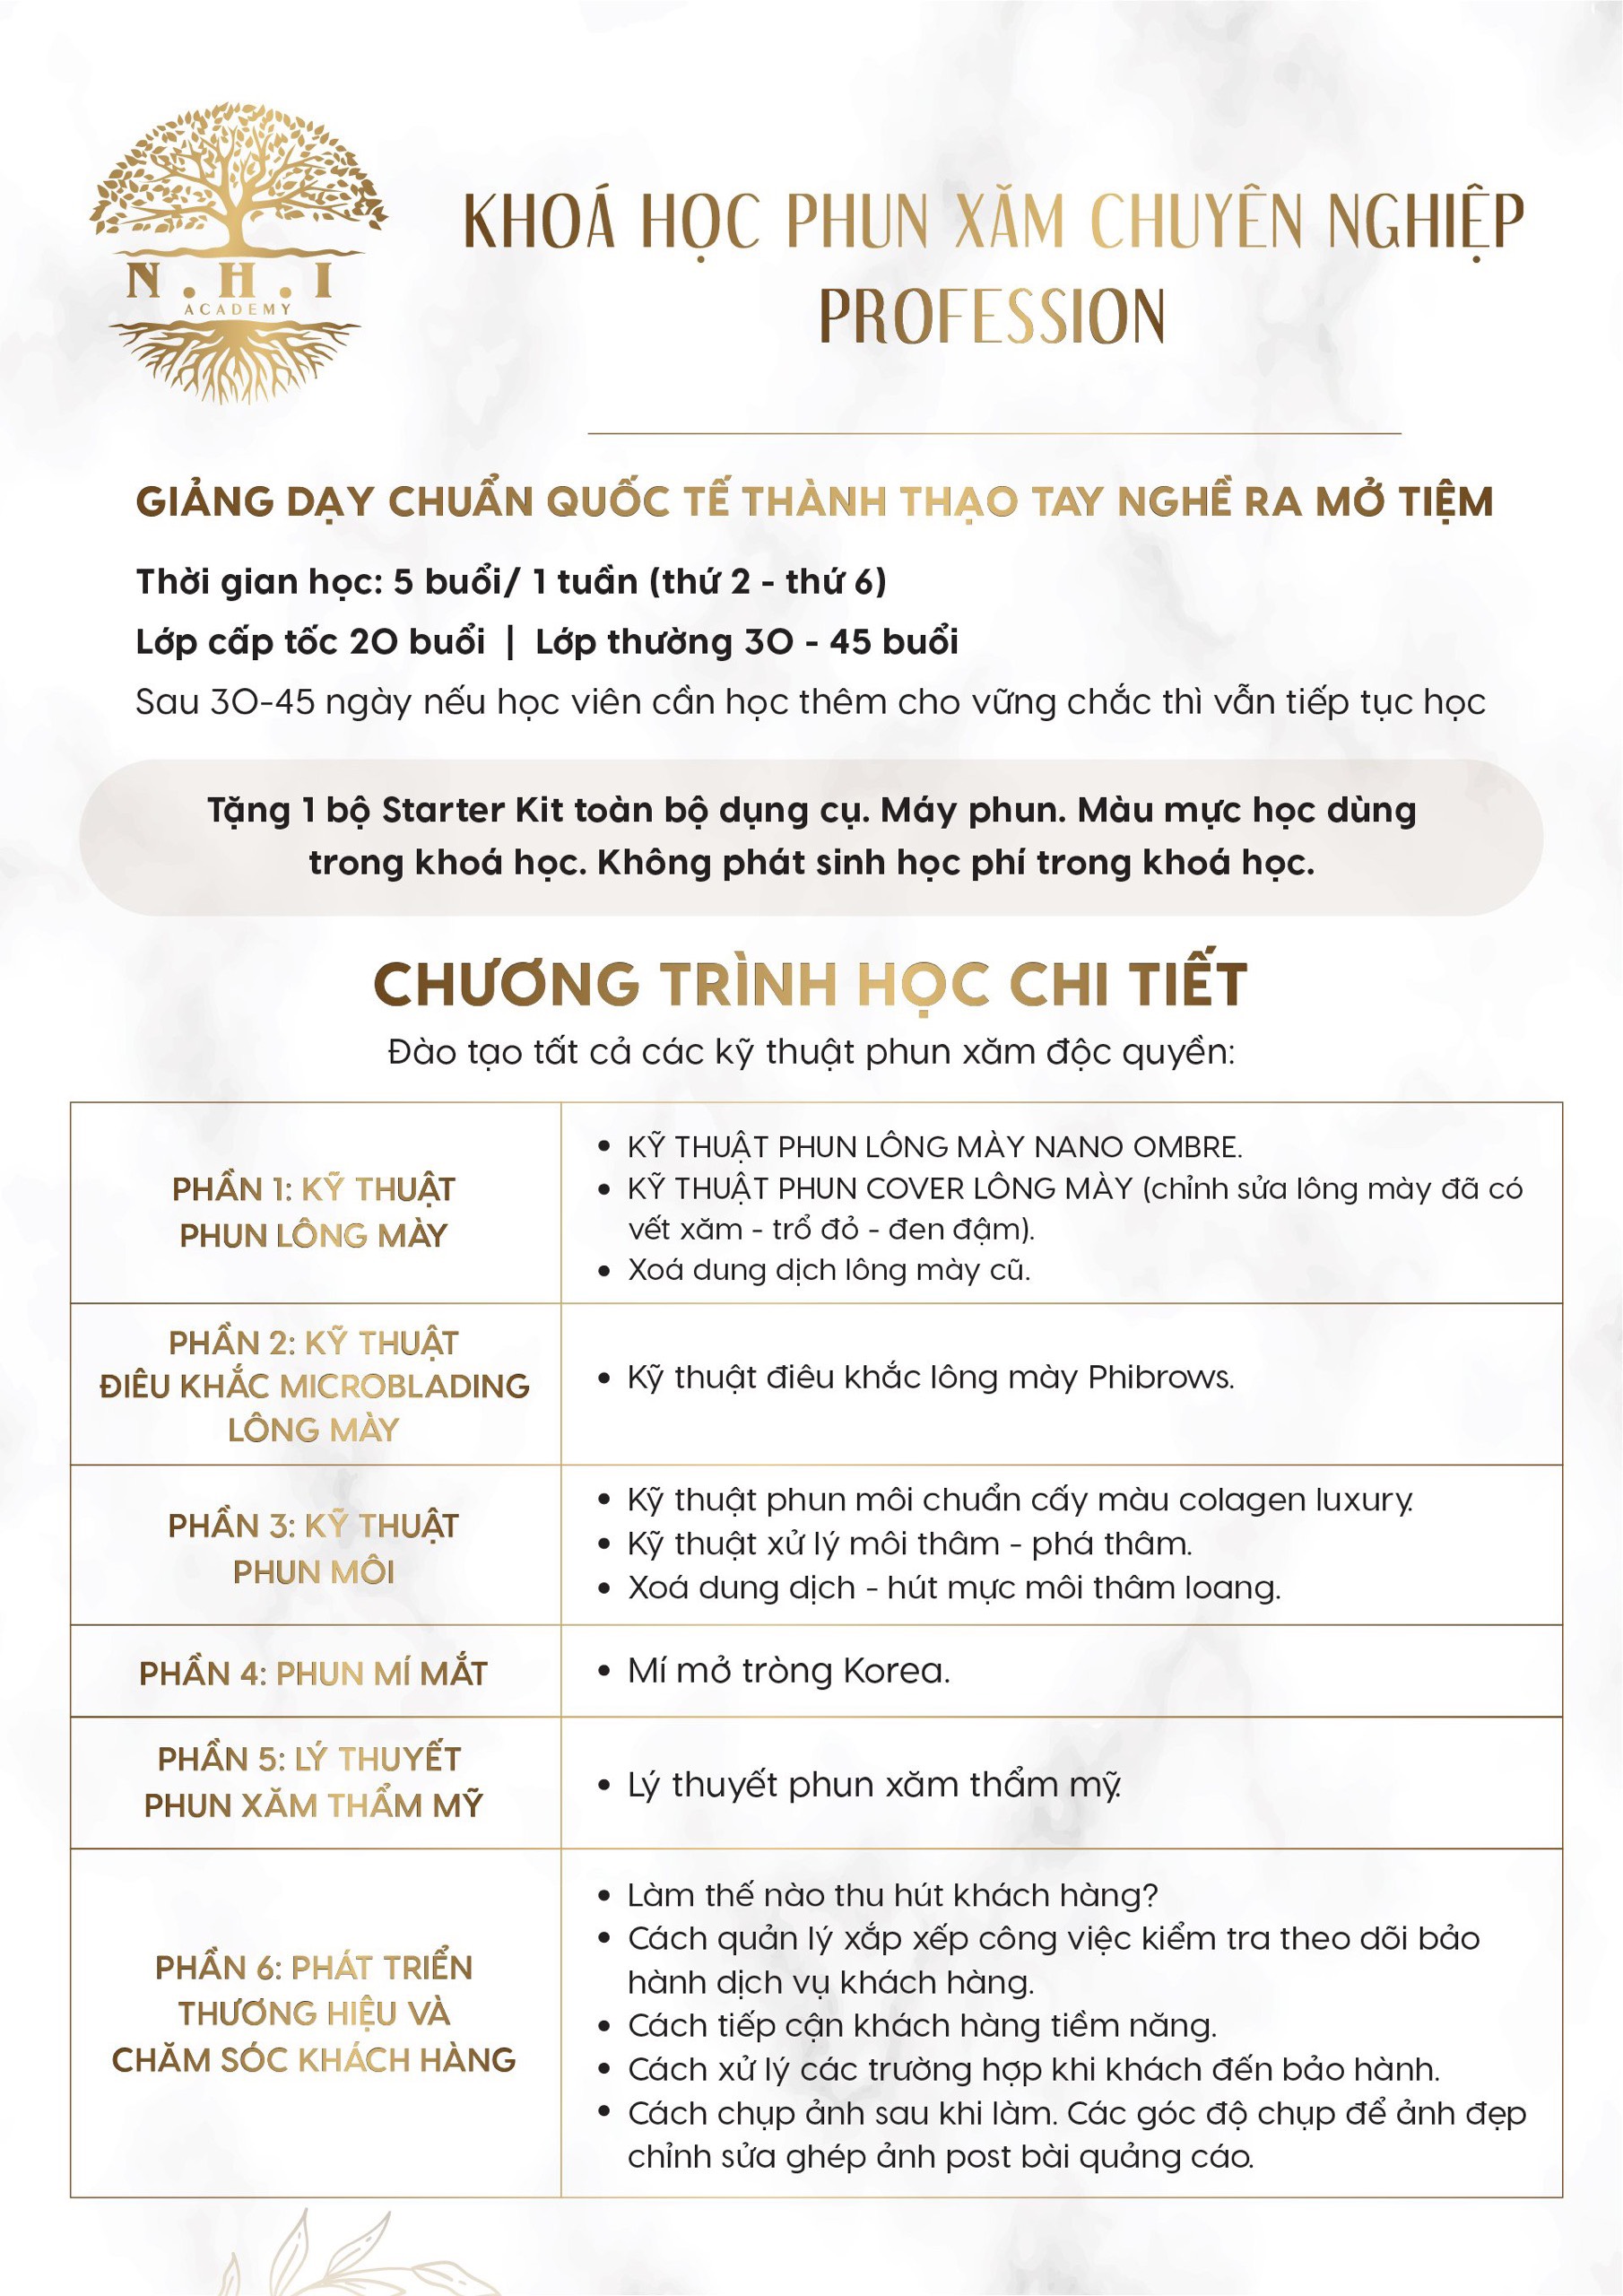 N.H.I
ACADEMY
KHOÁ HỌC PHUN XĂM CHUYÊN NGHIỆP
PROFESSION
GIẢNG DẠY CHUẨN QUỐC TẾ THÀNH THẠO TAY NGHỀ RA MỞ TIỆM
Thời gian học: 5 buổi/ 1 tuần (thứ 2 - thứ 6)
Lớp cấp tốc 20 buổi | Lớp thường 30 - 45 buổi
Sau 30-45 ngày nếu học viên cần học thêm cho vững chắc thì vẫn tiếp tục học
Tặng 1 bộ Starter Kit toàn bộ dụng cụ. Máy phun. Màu mực học dùng
trong khoá học. Không phát sinh học phí trong khoá học.
CHƯƠNG TRÌNH HỌC CHI TIẾT
Đào tạo tất cả các kỹ thuật phun xăm độc quyền:
PHẦN 1: KỸ THUẬT
PHUN LÔNG MÀY
• KỸ THUẬT PHUN LÔNG MÀY NANO OMBRE.
• KỸ THUẬT PHUN COVER LÔNG MÀY (chỉnh sửa lông mày đã có
vết xăm - trổ đỏ - đen đậm).
• Xoá dung dịch lông mày cũ.
PHẦN 2: KỸ THUẬT
ĐIÊU KHẮC MICROBLADING
LÔNG MÀY
• Kỹ thuật điêu khắc lông mày Phibrows.
PHẦN 3: KỸ THUẬT
PHUN MÔI
• Kỹ thuật phun môi chuẩn cấy màu colagen luxury.
• Kỹ thuật xử lý môi thâm - phá thâm.
• Xoá dung dịch - hút mực môi thâm loang.
PHẦN 4: PHUN MÍ MẮT
• Mí mở tròng Korea.
PHẦN 5: LÝ THUYẾT
PHUN XĂM THẨM MỸ
• Lý thuyết phun xăm thẩm mỹ.
PHẦN 6: PHÁT TRIỂN
THƯƠNG HIỆU VÀ
CHĂM SÓC KHÁCH HÀNG
• Làm thế nào thu hút khách hàng?
• Cách quản lý xắp xếp công việc kiểm tra theo dõi bảo
hành dịch vụ khách hàng.
• Cách tiếp cận khách hàng tiềm năng.
• Cách xử lý các trường hợp khi khách đến bảo hành.
• Cách chụp ảnh sau khi làm. Các góc độ chụp để ảnh đẹp
chỉnh sửa ghép ảnh post bài quảng cáo.